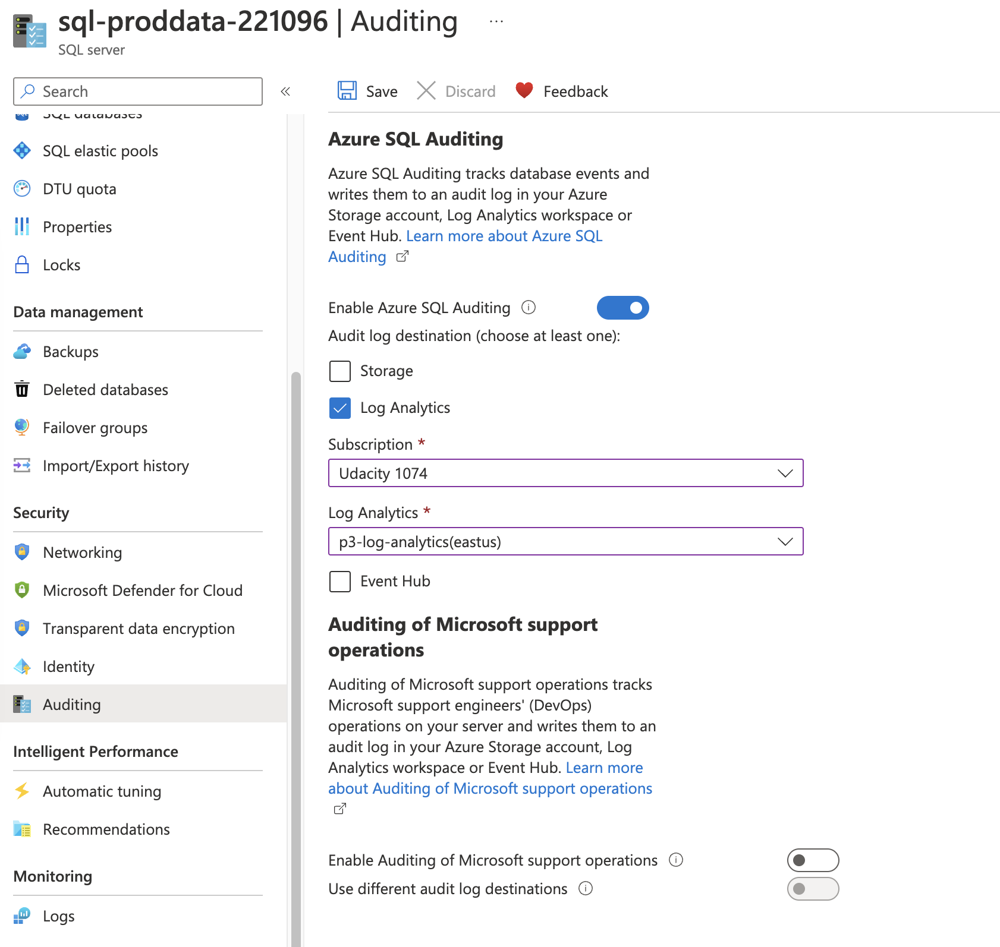 sql-proddata-221096 | Auditing ...
SQL server
Search
«
Save
Discard
Feedback
SQL databases
SQL elastic pools
DTU quota
Properties
Locks
Data management
Backups
Deleted databases
Failover groups
Import/Export history
Security
Networking
Microsoft Defender for Cloud
Transparent data encryption
Identity
Auditing
Intelligent Performance
Automatic tuning
Recommendations
Monitoring
Logs
Azure SQL Auditing
Azure SQL Auditing tracks database events and
writes them to an audit log in your Azure
Storage account, Log Analytics workspace or
Event Hub. Learn more about Azure SQL
Auditing
Enable Azure SQL Auditing
Audit log destination (choose at least one):
Storage
Log Analytics
Subscription *
Udacity 1074
Log Analytics *
p3-log-analytics(eastus)
Event Hub
Auditing of Microsoft support
operations
Auditing of Microsoft support operations tracks
Microsoft support engineers' (DevOps)
operations on your server and writes them to an
audit log in your Azure Storage account, Log
Analytics workspace or Event Hub. Learn more
about Auditing of Microsoft support operations
Enable Auditing of Microsoft support operations
Use different audit log destinations